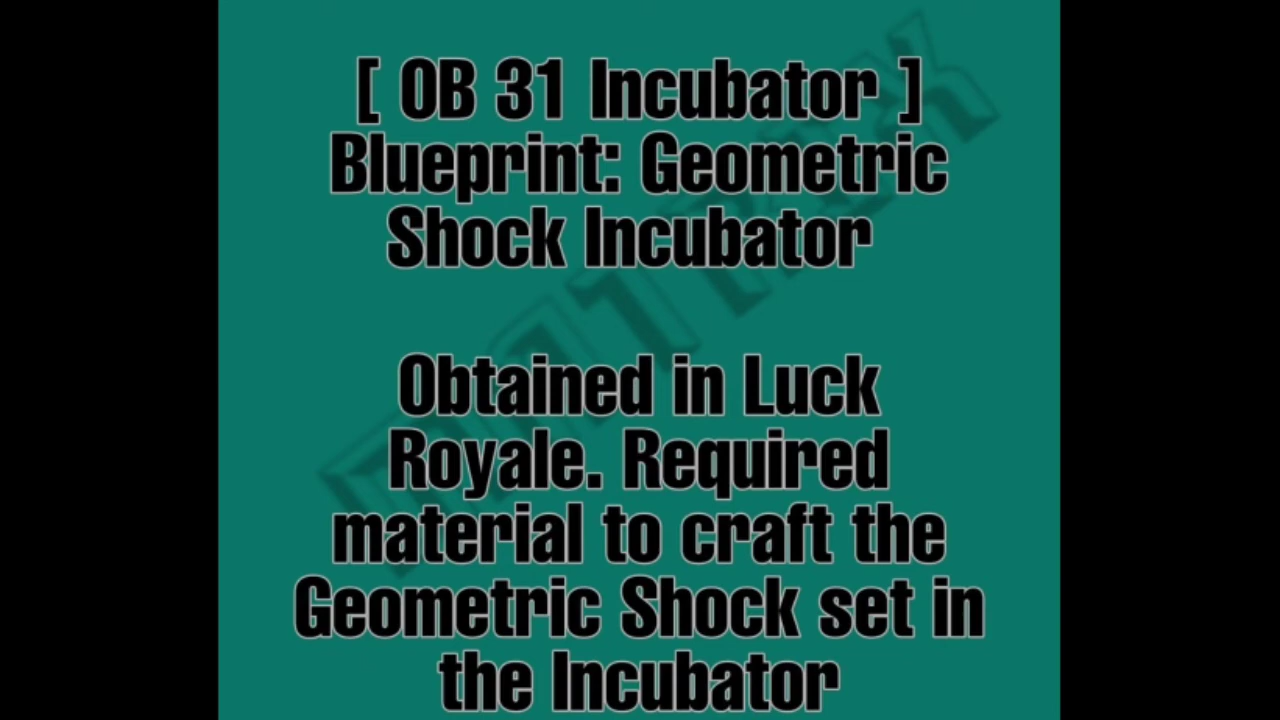 [ OB 31 Incubator ]
Blueprint: Geometric
Shock Incubator
Obtained in Luck
Royale. Required
material to craft the
Geometric Shock set in
the Incubator